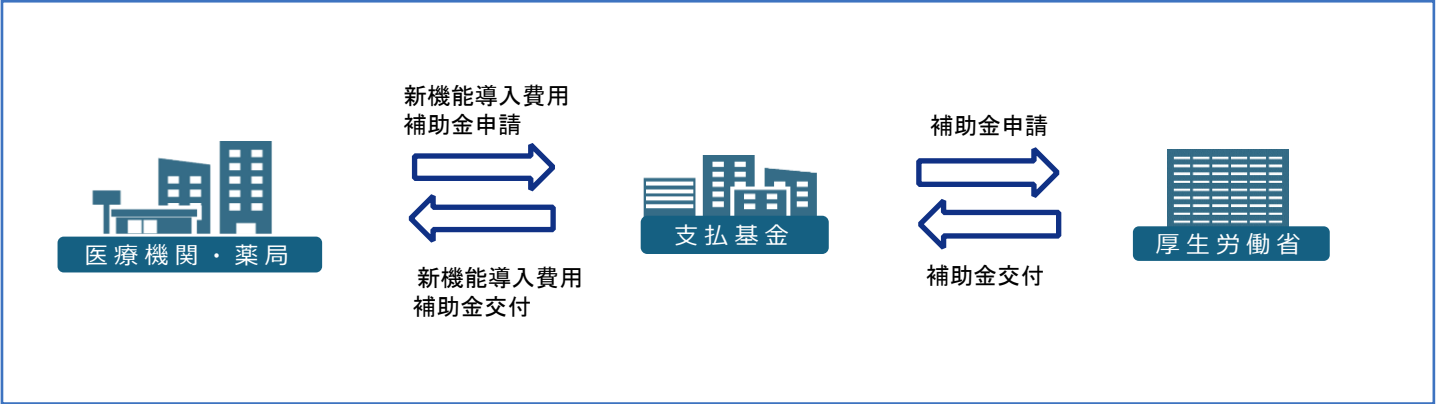 新機能導入費用
補助金申請
補助金申請
医療機関・薬局
支払基金
厚生労働省
新機能導入費用
補助金交付
補助金交付